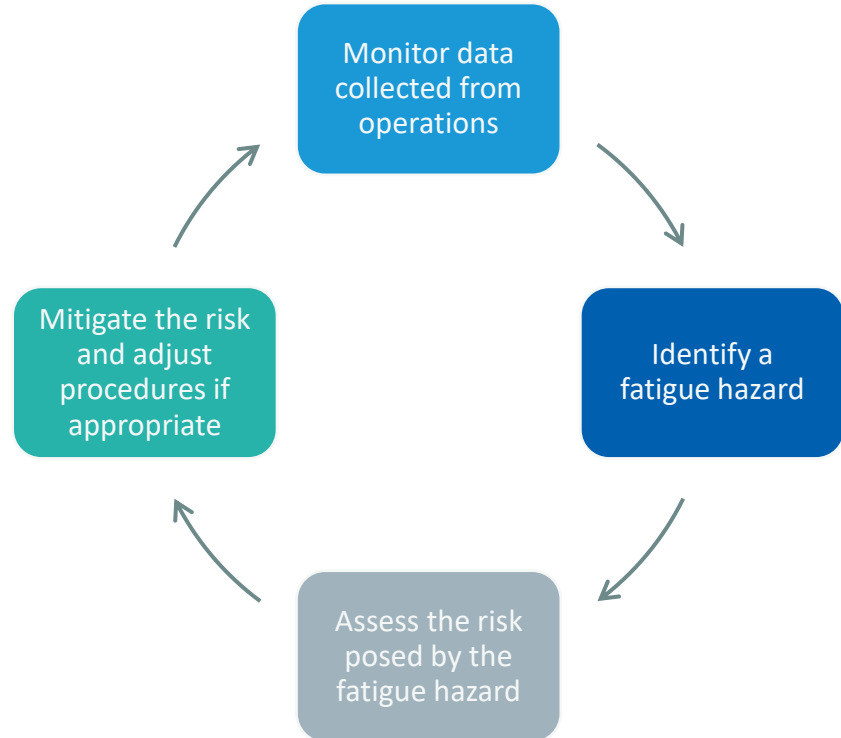 Monitor data
collected from
operations
Identify a
fatigue hazard
Assess the risk
posed by the
fatigue hazard
Mitigate the risk
and adjust
procedures if
appropriate